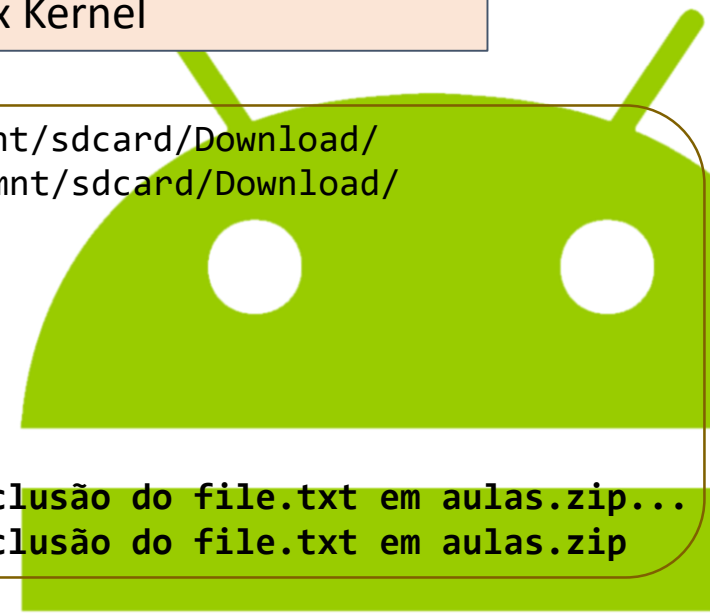 x Kernel
nt/sdcard/Download/
mnt/sdcard/Download/
clusão do file.txt em aulas.zip...
clusão do file.txt em aulas.zip